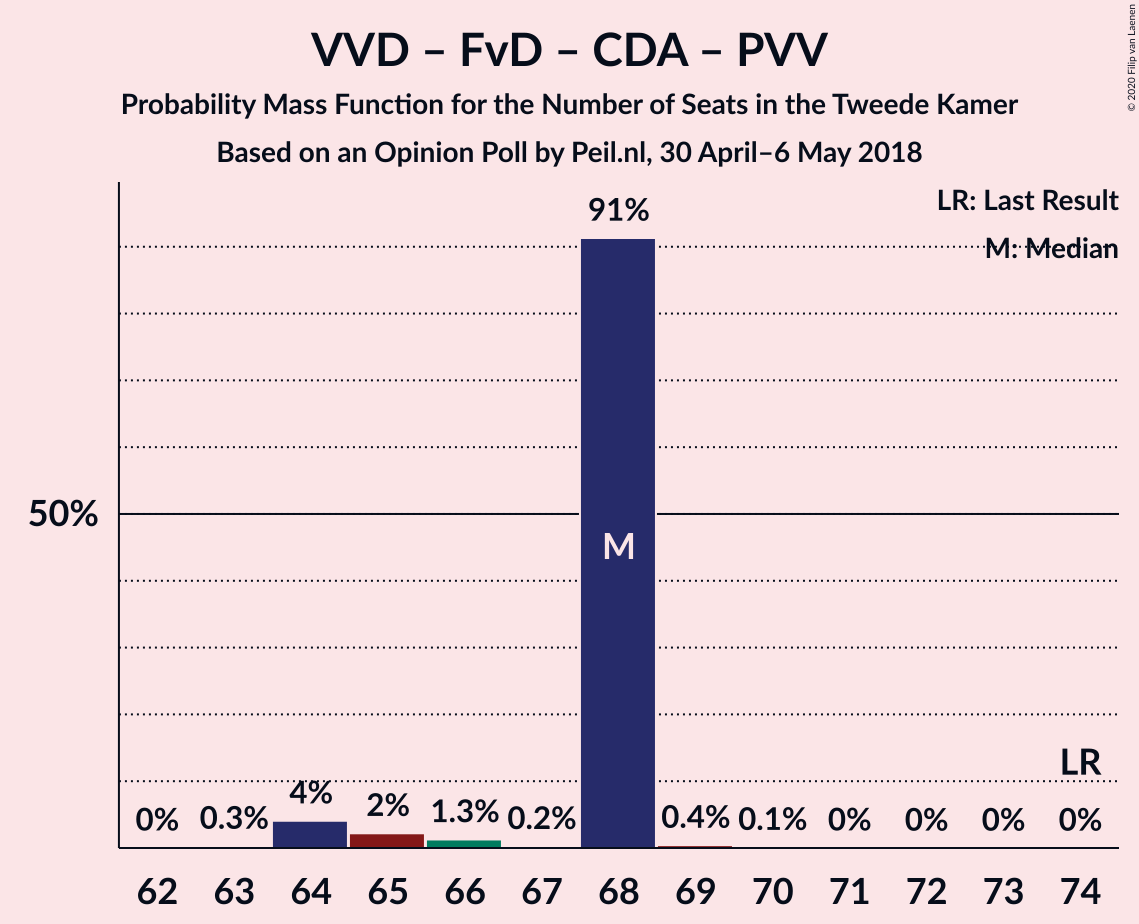 VVD – FvD – CDA – PVV
Probability Mass Function for the Number of Seats in the Tweede Kamer
Based on an Opinion Poll by Peil.nl, 30 April–6 May 2018
© 2020 Filip van Laenen
LR: Last Result
M: Median
91%
50%
M
LR
0% 0.3% 4% 2% 1.3% 0.2% 0.4% 0.1% 0% 0% 0% 0%
62 63 64 65 66 67 68 69 70 71 72 73 74